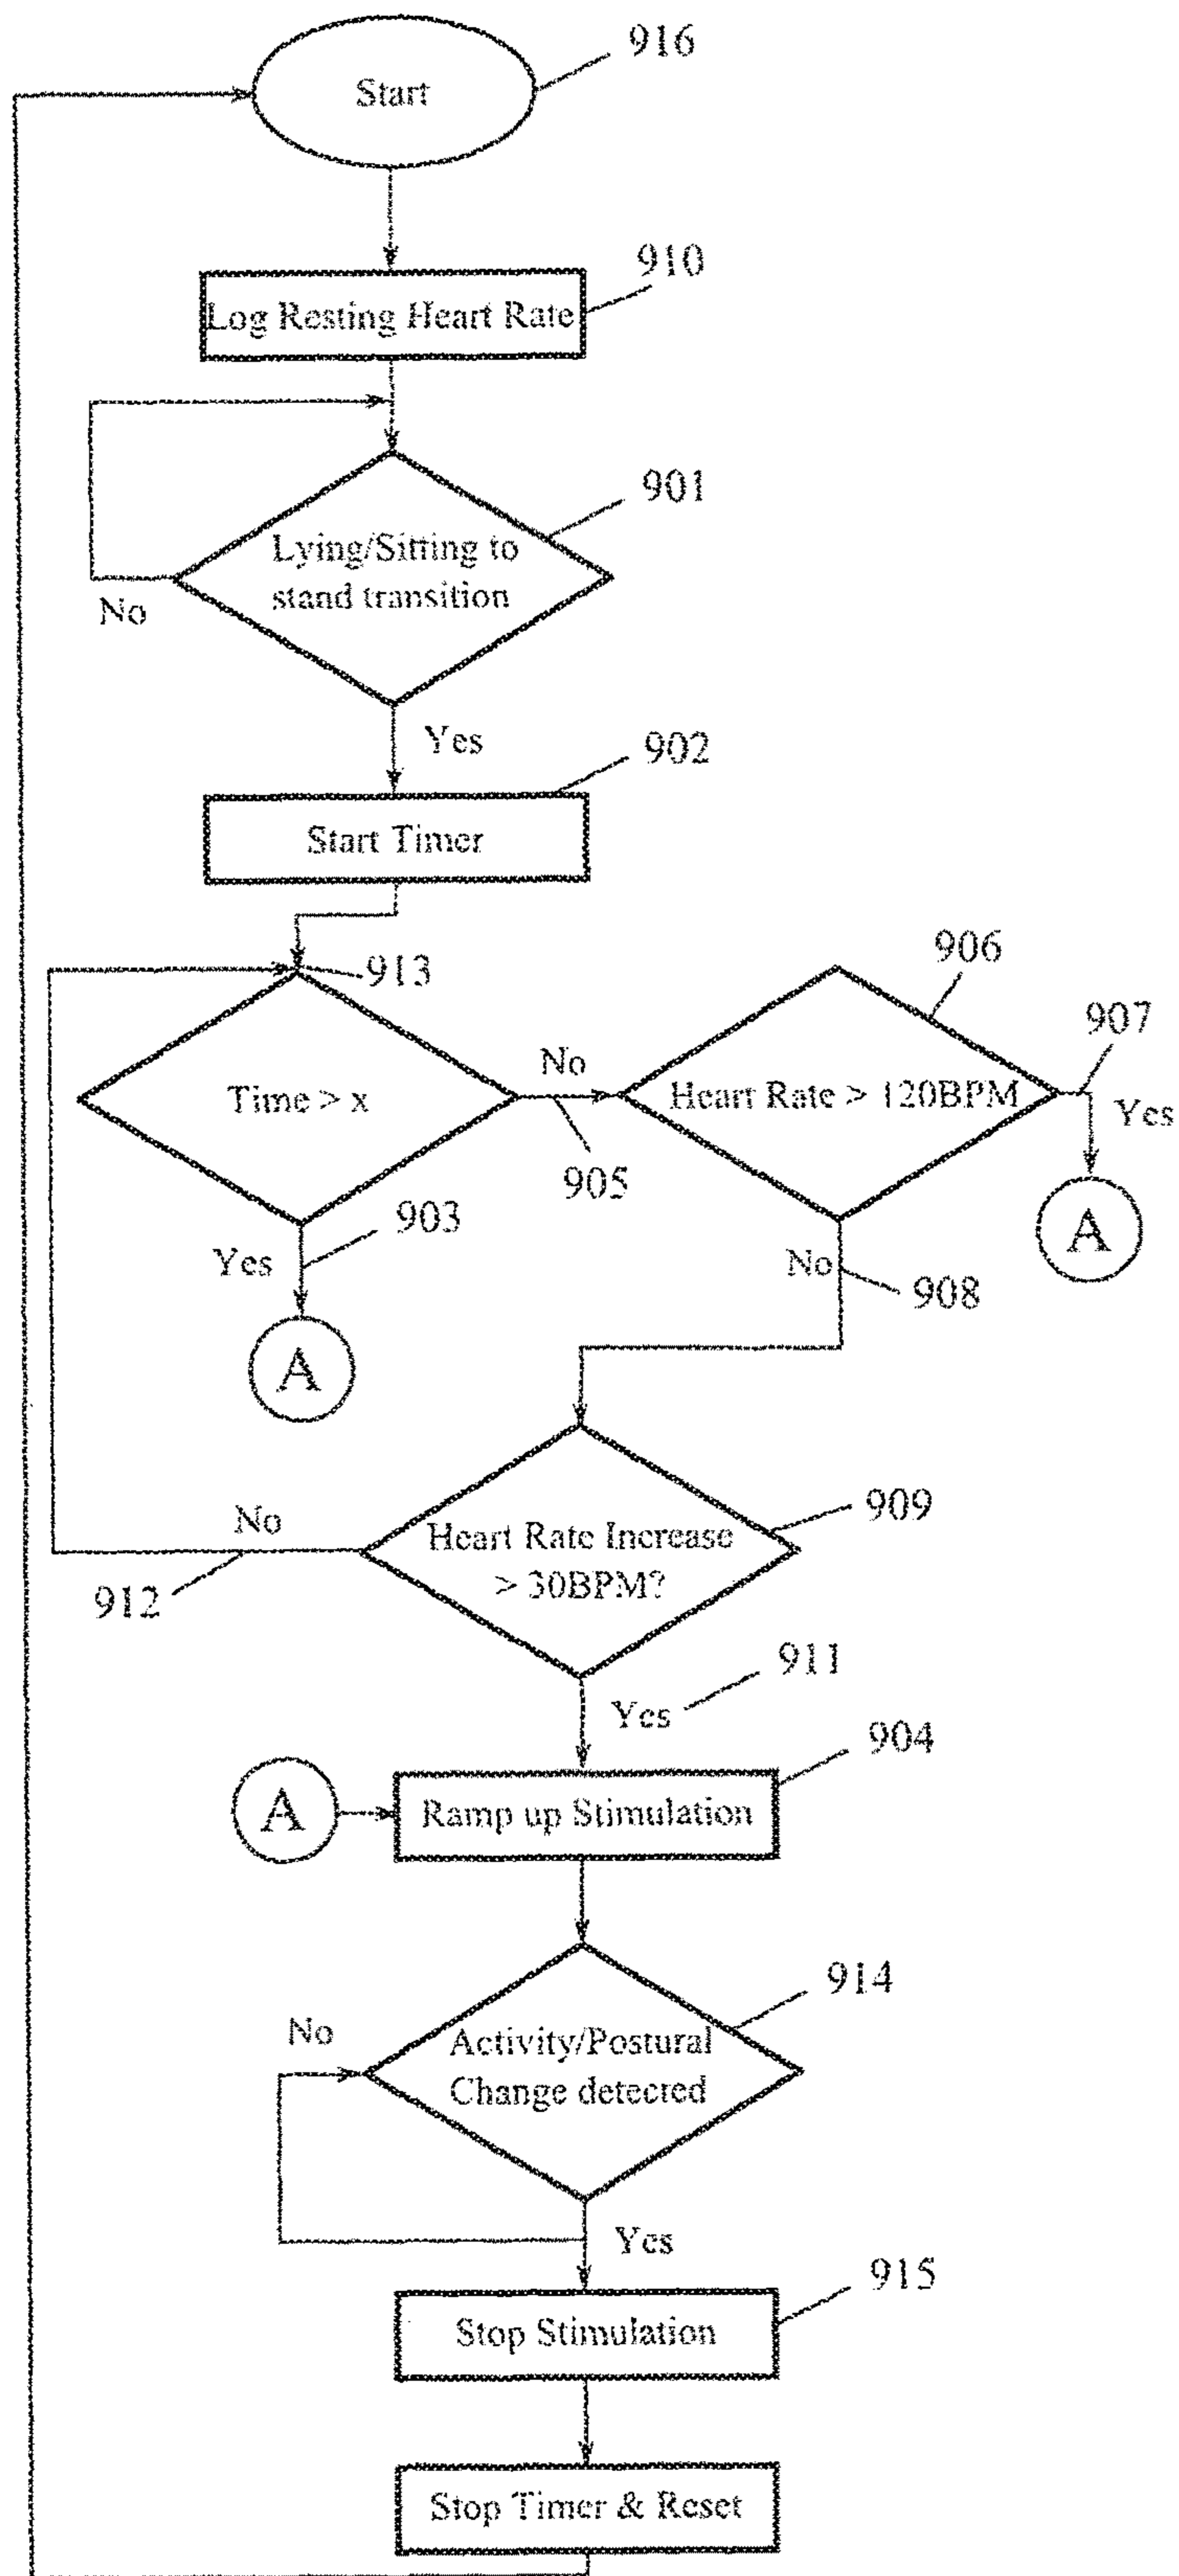 916
Start
910
Log Resting Heart Rate
901
Lying/Sitting to
stand transition
No
Yes
902
Start Timer
913
906
907
No
Time > x
Heart Rate > 120BPM
Yes
905
903
Yes
A
No
908
A
909
No
Heart Rate Increase
> 30BPM?
912
911
Yes
904
A
Ramp up Stimulation
914
No
Activity/Postural
Change detected
Yes
915
Stop Stimulation
Stop Timer & Reset